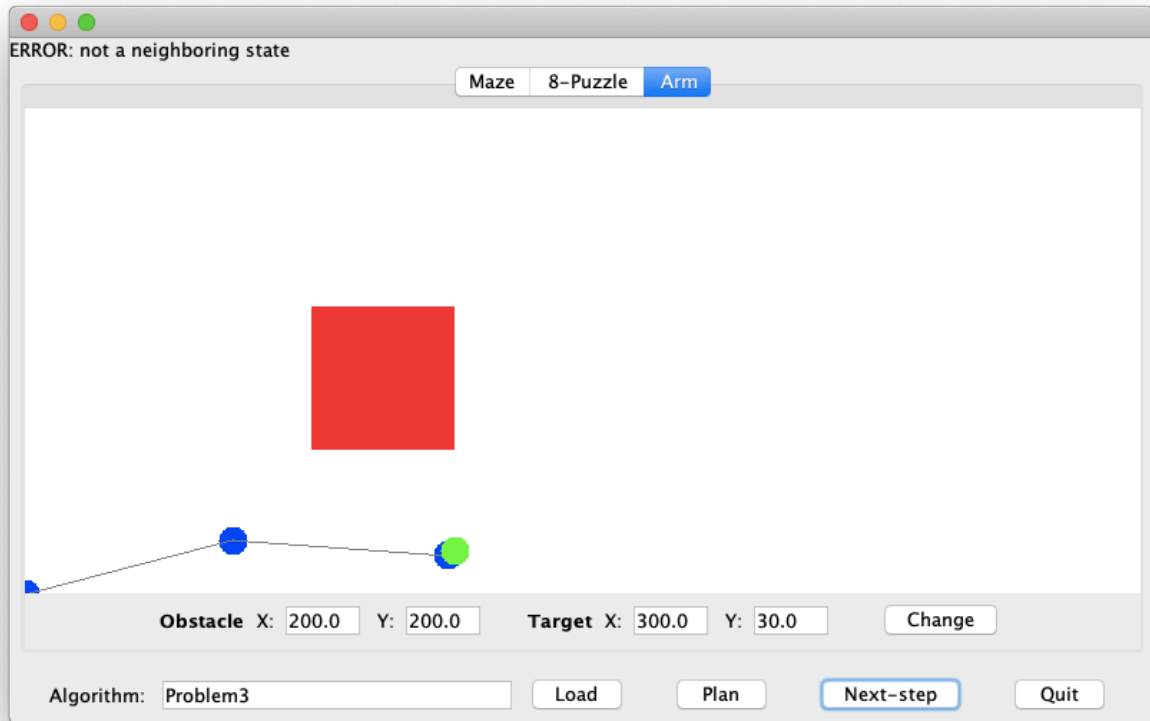 ERROR: not a neighboring state
Maze 8-Puzzle Arm
Obstacle X: 200.0 Y: 200.0 Target X: 300.0 Y: 30.0 Change
Algorithm: Problem3 Load Plan Next-step Quit